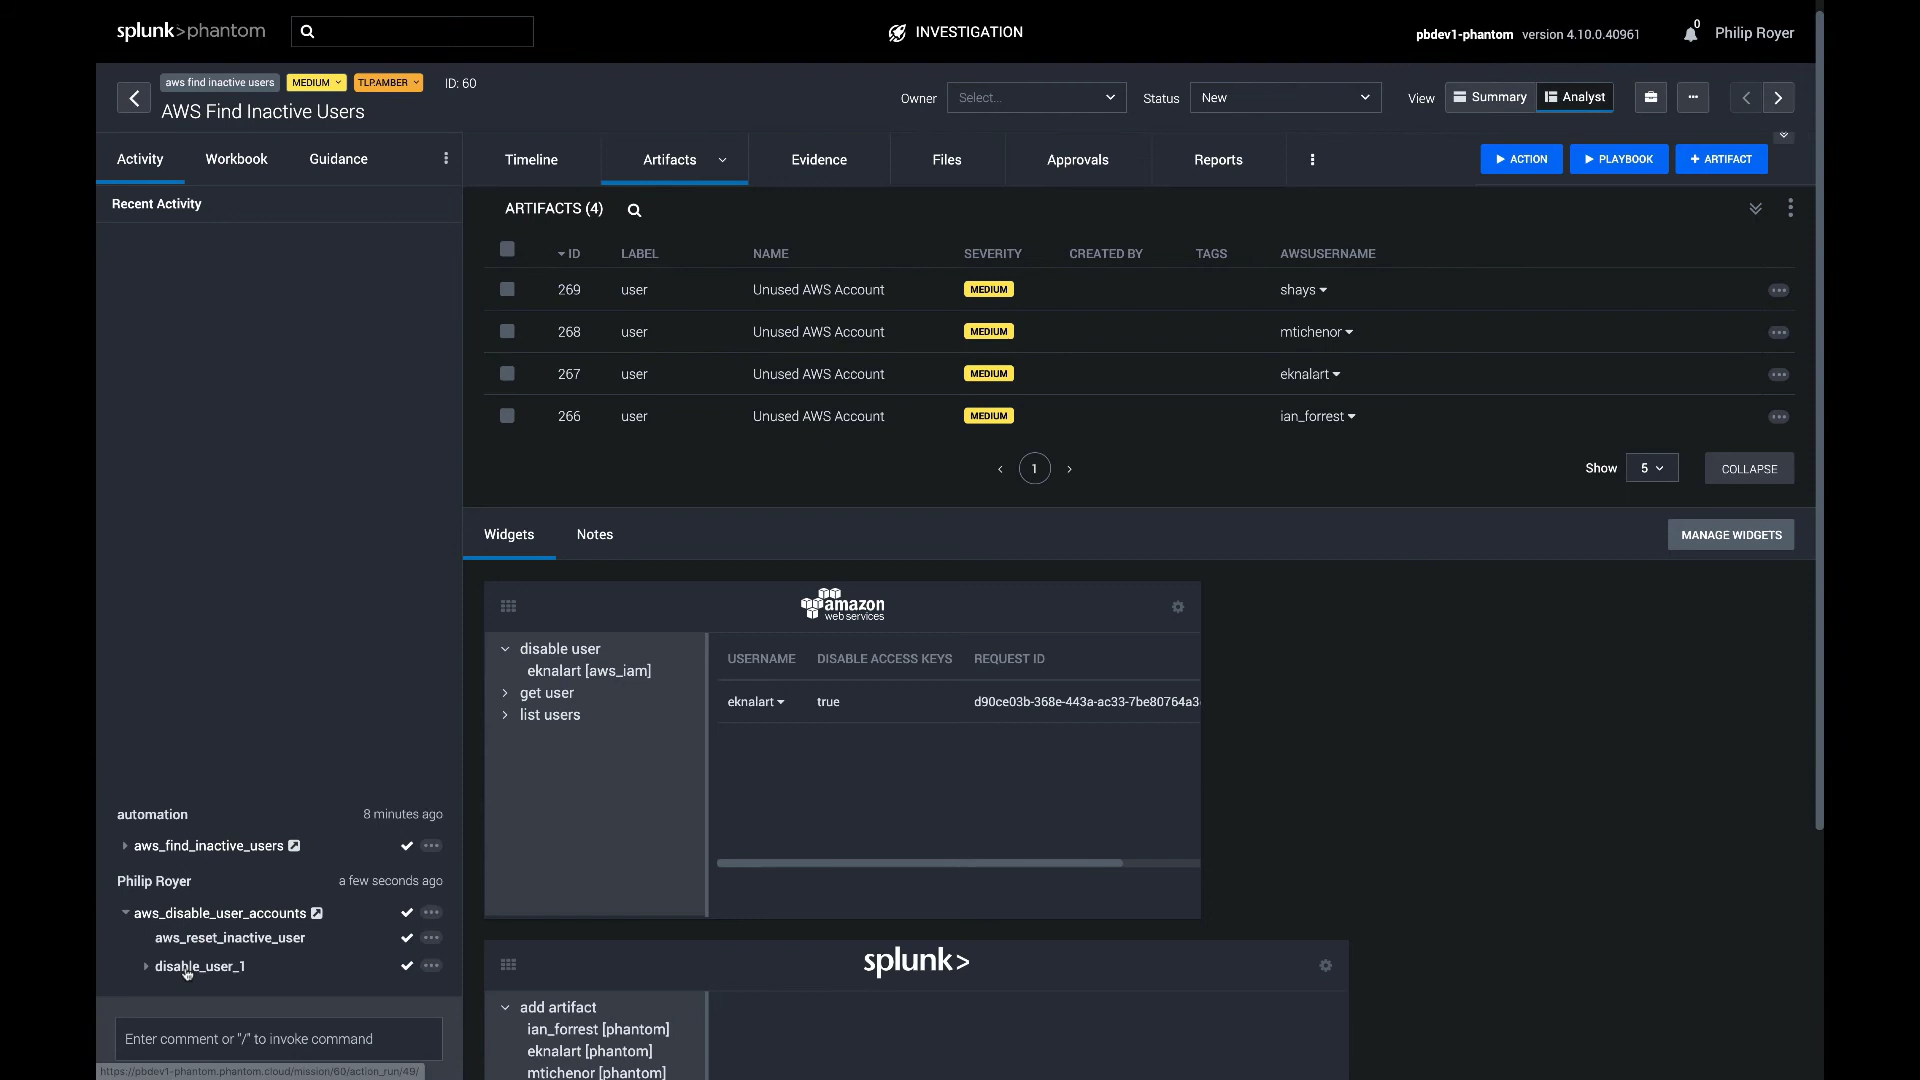 splunk>phantom
INVESTIGATION
pbdev1-phantom version 4.10.0.40961
0
Philip Royer
aws find inactive users MEDIUM TLP:AMBER ID: 60
AWS Find Inactive Users
Owner Select...
Status New
View Summary Analyst
Activity Workbook Guidance
Timeline Artifacts Evidence Files Approvals Reports
ACTION PLAYBOOK + ARTIFACT
Recent Activity
ARTIFACTS (4)
ID LABEL NAME SEVERITY CREATED BY TAGS AWSUSERNAME
269 user Unused AWS Account MEDIUM shays
268 user Unused AWS Account MEDIUM mtichenor
267 user Unused AWS Account MEDIUM eknalart
266 user Unused AWS Account MEDIUM ian_forrest
1
Show 5 COLLAPSE
Widgets Notes MANAGE WIDGETS
amazon
web services
disable user
eknalart [aws_iam]
get user
list users
USERNAME DISABLE ACCESS KEYS REQUEST ID
eknalart true d90ce03b-368e-443a-ac33-7be80764a3
automation 8 minutes ago
aws_find_inactive_users
Philip Royer a few seconds ago
aws_disable_user_accounts
aws_reset_inactive_user
disable_user_1
Enter comment or "/" to invoke command
https://pbdev1-phantom.phantom.cloud/mission/60/action_run/49/
splunk>
add artifact
ian_forrest [phantom]
eknalart [phantom]
mtichenor [phantom]